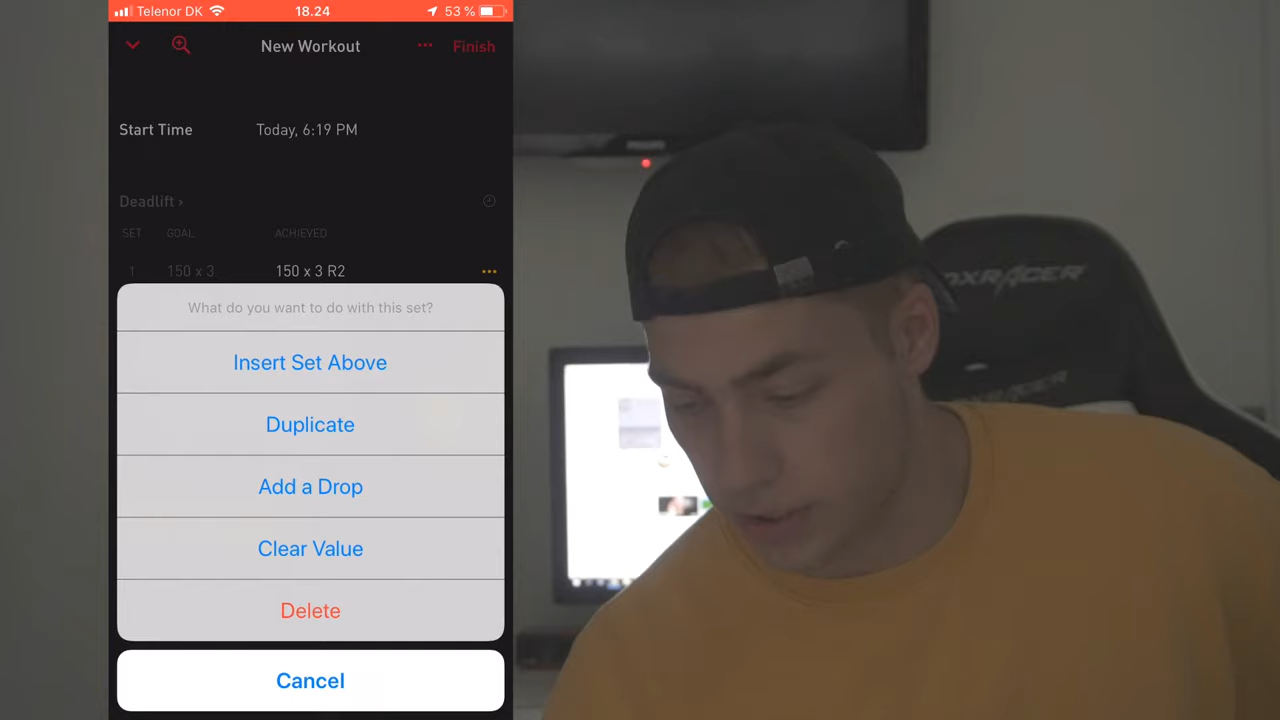 Telenor DK 18.24 53 %
New Workout ••• Finish
Start Time Today, 6:19 PM
Deadlift ›
SET GOAL ACHIEVED
1 150 x 3 150 x 3 R2 •••
What do you want to do with this set?
Insert Set Above
Duplicate
Add a Drop
Clear Value
Delete
Cancel
PHILIPS
DXRACER